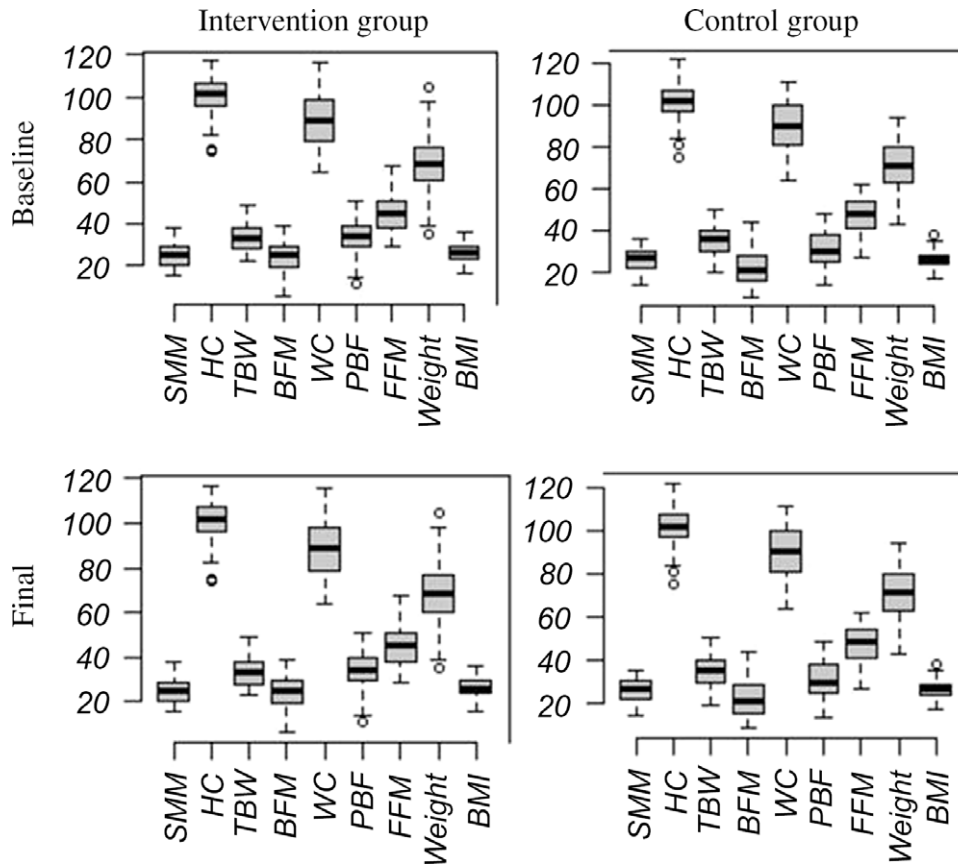 Intervention group
Control group
Baseline
120
100
80
60
40
20
SMM
HC
TBW
BFM
WC
PBF
FFM
Weight
BMI
120
100
80
60
40
20
SMM
HC
TBW
BFM
WC
PBF
FFM
Weight
BMI
Final
120
100
80
60
40
20
SMM
HC
TBW
BFM
WC
PBF
FFM
Weight
BMI
120
100
80
60
40
20
SMM
HC
TBW
BFM
WC
PBF
FFM
Weight
BMI